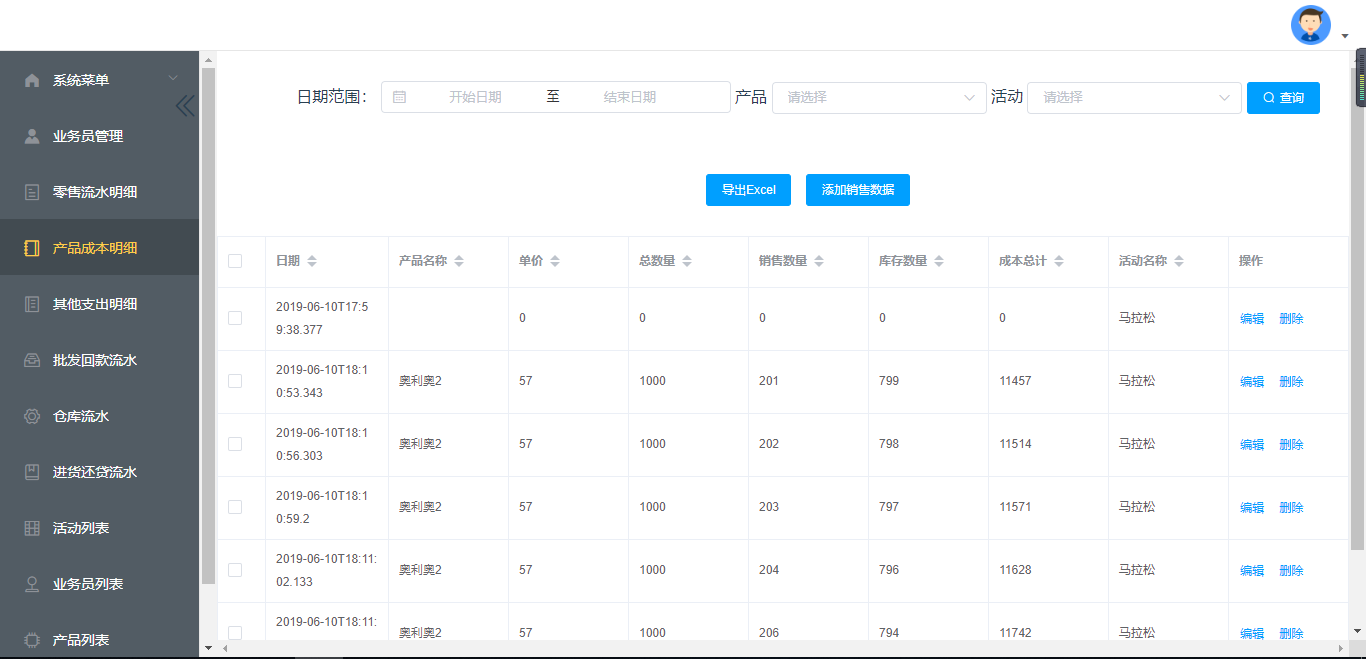 系统菜单
业务员管理
零售流水明细
产品成本明细
其他支出明细
批发回款流水
仓库流水
进货还贷流水
活动列表
业务员列表
产品列表
日期范围： 开始日期 至 结束日期 产品 请选择 活动 请选择 查询
导出Excel 添加销售数据
日期 产品名称 单价 总数量 销售数量 库存数量 成本总计 活动名称 操作
2019-06-10T17:5
9:38.377 0 0 0 0 0 马拉松 编辑 删除
2019-06-10T18:1
0:53.343 奥利奥2 57 1000 201 799 11457 马拉松 编辑 删除
2019-06-10T18:1
0:56.303 奥利奥2 57 1000 202 798 11514 马拉松 编辑 删除
2019-06-10T18:1
0:59.2 奥利奥2 57 1000 203 797 11571 马拉松 编辑 删除
2019-06-10T18:11:
02.133 奥利奥2 57 1000 204 796 11628 马拉松 编辑 删除
2019-06-10T18:11:
奥利奥2 57 1000 206 794 11742 马拉松 编辑 删除